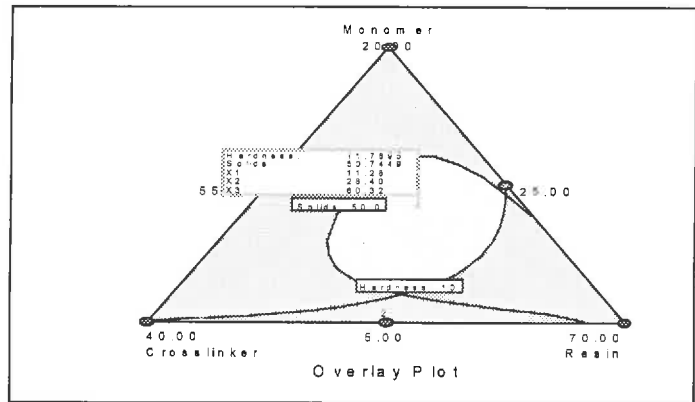 Monomer
20.00
Hardness: 11.7895
Solids 50.7449
X1 11.28
X2 28.40
X3 60.32
55
Solids: 50.0
25.00
Hardness: 10
2
40.00 5.00 70.00
Crosslinker Resin
Overlay Plot